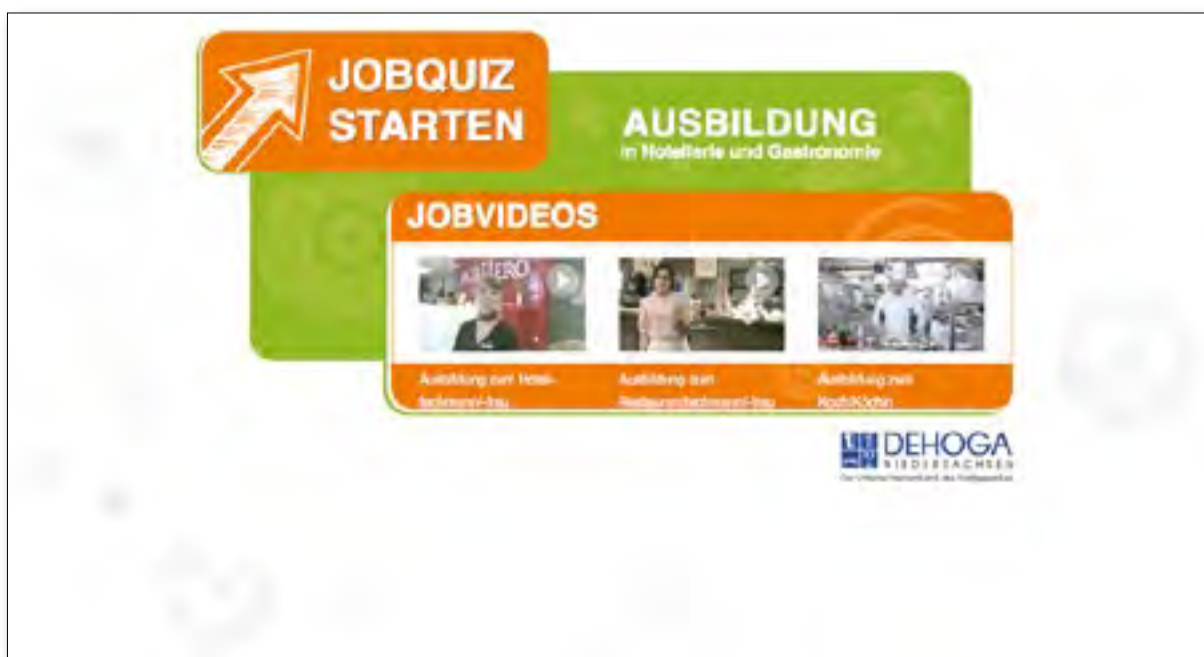 JOBQUIZ
STARTEN
AUSBILDUNG
in Hotellerie und Gastronomie
JOBVIDEOS
Ausbildung zum Hotel-
fachmann/-frau
Ausbildung zum
Restaurantfachmann/-frau
Ausbildung zum
Koch/Köchin
DEHOGA
NIEDERSACHSEN